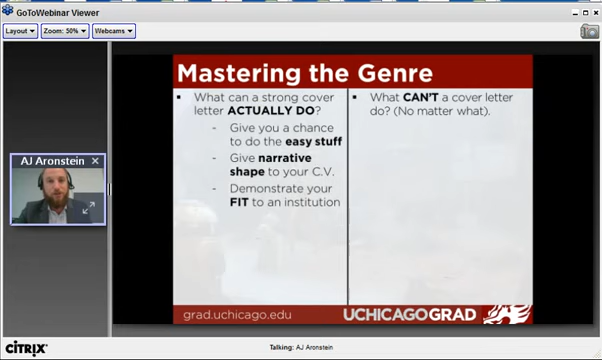 GoToWebinar Viewer
Layout
Zoom: 50%
Webcams
Mastering the Genre
AJ Aronstein
What can a strong cover
letter ACTUALLY DO?
- Give you a chance
to do the easy stuff
- Give narrative
shape to your C.V.
- Demonstrate your
FIT to an institution
What CAN'T a cover letter
do? (No matter what).
grad.uchicago.edu
UCHICAGOGRAD
CITRIX
Talking: AJ Aronstein